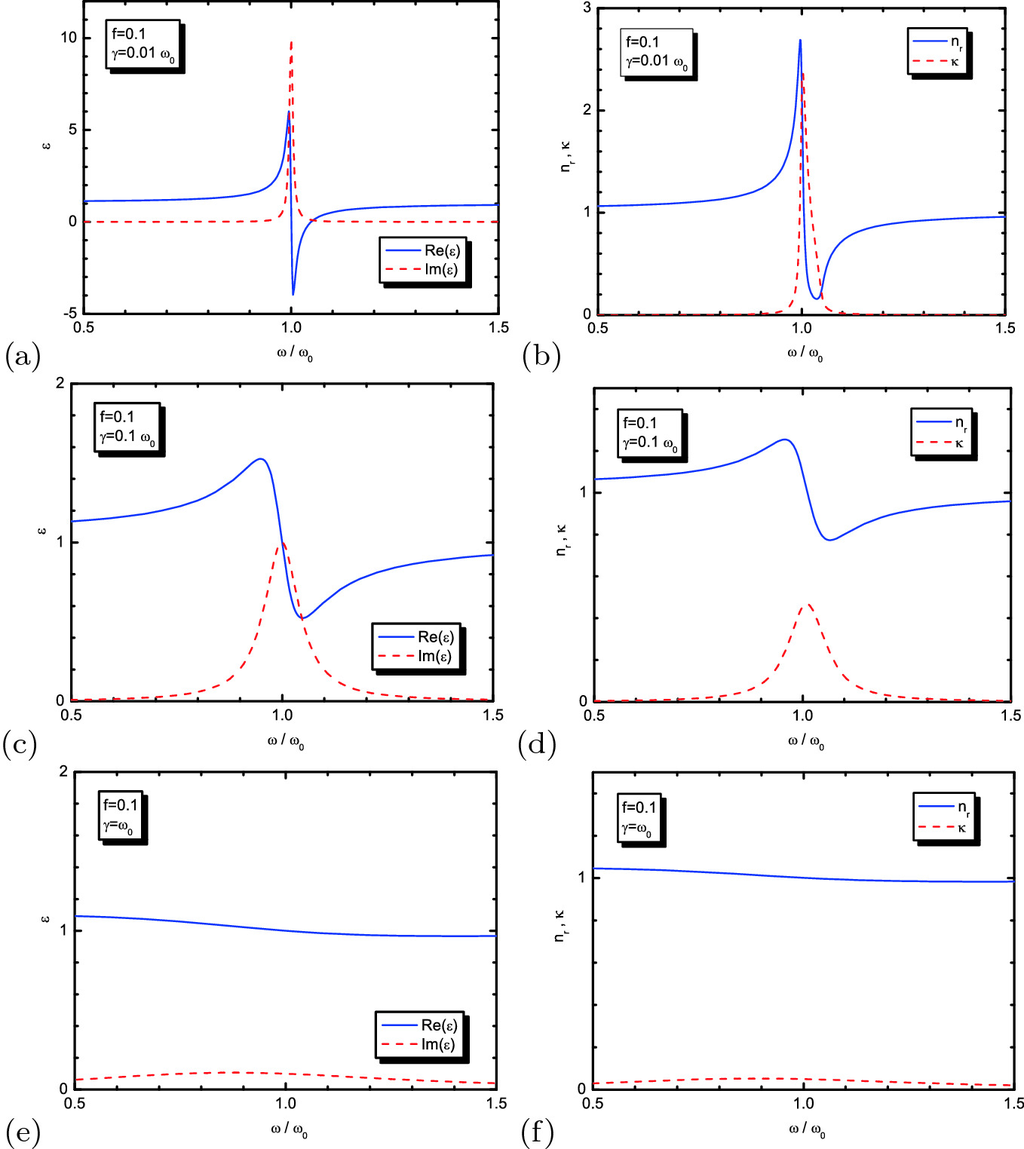 f=0.1
γ=0.01 ω₀
10
5
0
-5
ε
Re(ε)
Im(ε)
0.5
1.0
1.5
(a)
ω / ω₀
f=0.1
γ=0.01 ω₀
nᵣ
κ
3
2
1
0
nᵣ, κ
0.5
1.0
1.5
(b)
ω / ω₀
f=0.1
γ=0.1 ω₀
2
1
0
ε
Re(ε)
Im(ε)
0.5
1.0
1.5
(c)
ω / ω₀
f=0.1
γ=0.1 ω₀
nᵣ
κ
1
0
nᵣ, κ
0.5
1.0
1.5
(d)
ω / ω₀
f=0.1
γ=ω₀
2
1
0
ε
Re(ε)
Im(ε)
0.5
1.0
1.5
(e)
ω / ω₀
f=0.1
γ=ω₀
nᵣ
κ
1
0
nᵣ, κ
0.5
1.0
1.5
(f)
ω / ω₀